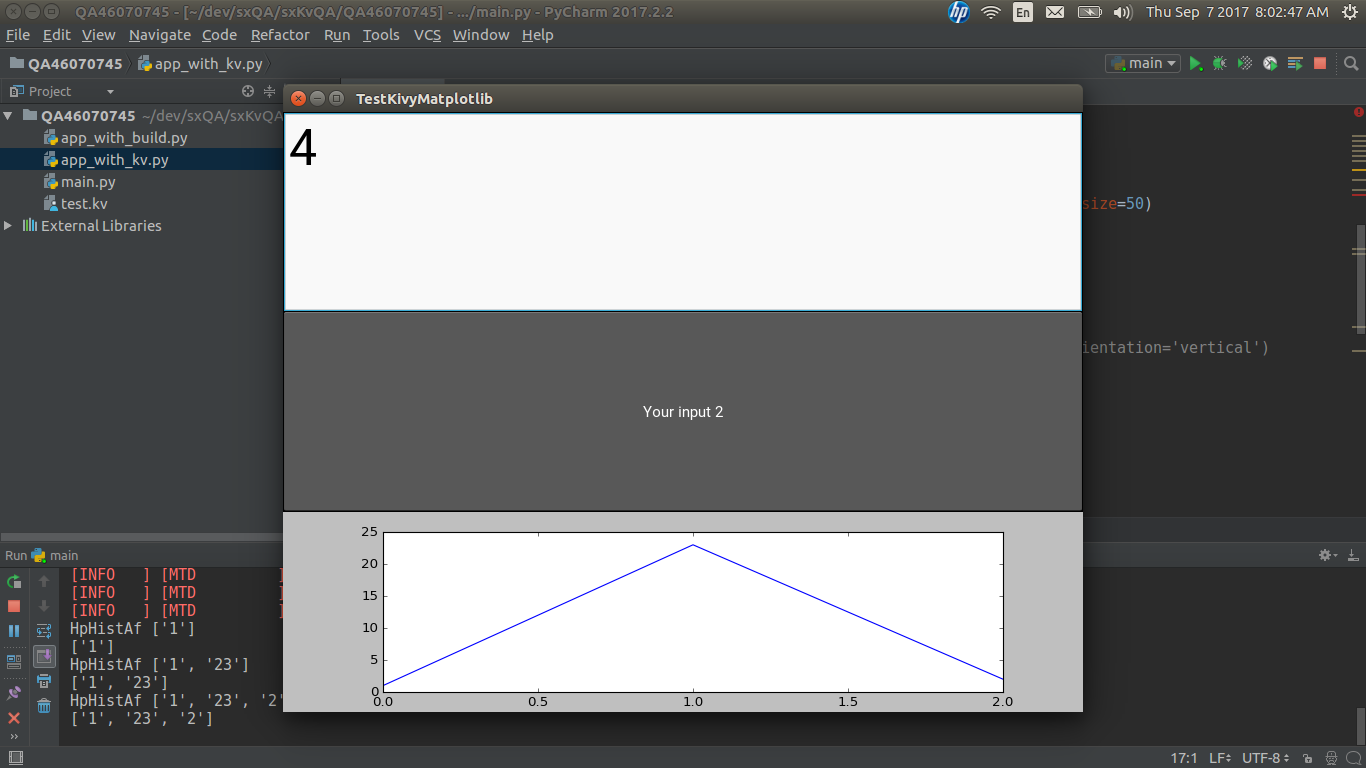 QA46070745 - [~/dev/sxQA/sxKvQA/QA46070745] - .../main.py - PyCharm 2017.2.2
hp En Thu Sep 7 2017 8:02:47 AM
File Edit View Navigate Code Refactor Run Tools VCS Window Help
QA46070745 app_with_kv.py main
Project
TestKivyMatplotlib
QA46070745 ~/dev/sxQA/sxKvQA
app_with_build.py
app_with_kv.py
main.py
test.kv
External Libraries
4
size=50)
ientation='vertical')
Your input 2
25
20
15
10
5
0
0.0 0.5 1.0 1.5 2.0
Run main
[INFO ] [MTD ]
[INFO ] [MTD ]
[INFO ] [MTD ]
HpHistAf ['1']
['1']
HpHistAf ['1', '23']
['1', '23']
HpHistAf ['1', '23', '2'
['1', '23', '2']
17:1 LF UTF-8